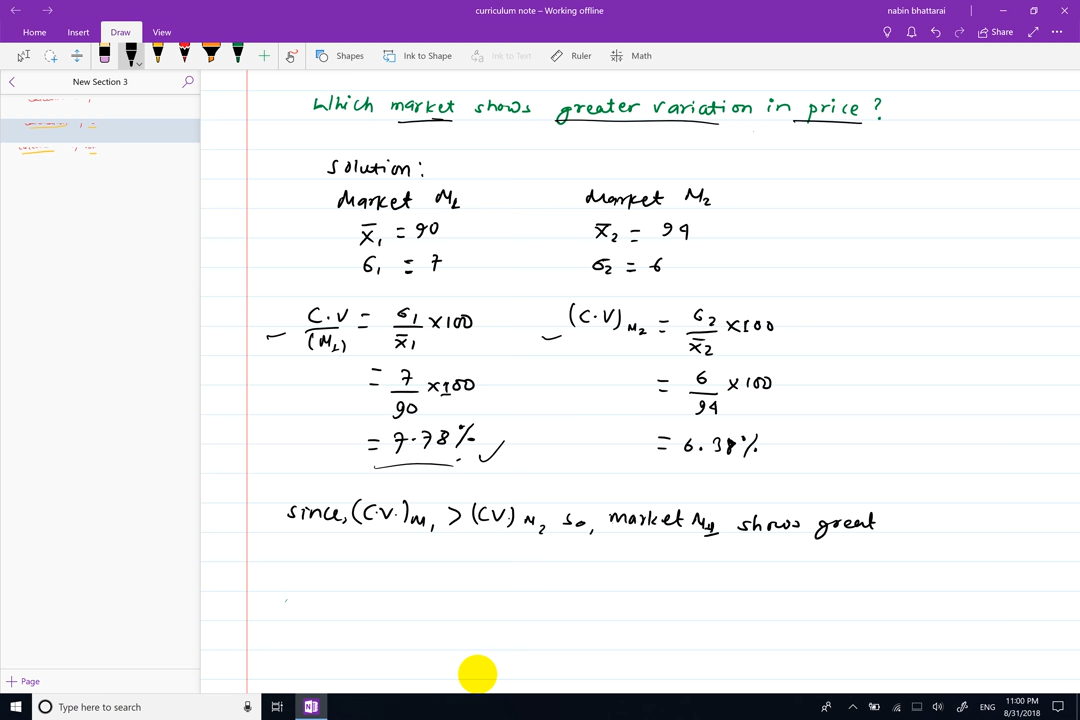 curriculum note – Working offline
nabin bhattarai
Home Insert Draw View
Share
Shapes Ink to Shape Ink to Text Ruler Math
New Section 3
Which market shows greater variation in price ?
Solution:
Market M1 Market M2
x̄1 = 90 x̄2 = 94
σ1 = 7 σ2 = 6
C.V (M1) = σ1/x̄1 × 100 (C.V) M2 = σ2/x̄2 × 100
= 7/90 × 100 = 6/94 × 100
= 7.78% ✓ = 6.38%
since, (C.V.) M1 > (CV) M2 so, market M1 shows great
+ Page
Type here to search
ENG
11:00 PM
8/31/2018